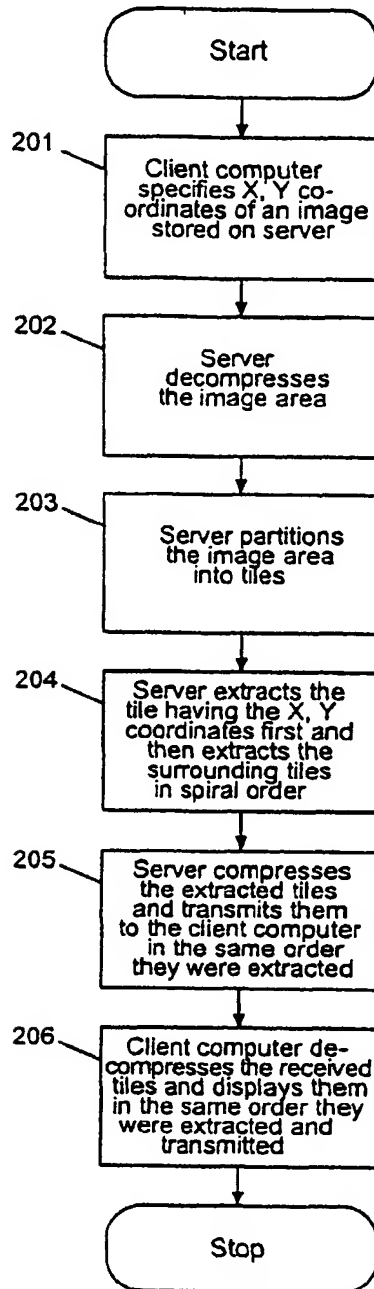 Start
201
Client computer
specifies X, Y co-
ordinates of an image
stored on server
202
Server
decompresses
the image area
203
Server partitions
the image area
into tiles
204
Server extracts the
tile having the X, Y
coordinates first and
then extracts the
surrounding tiles
in spiral order
205
Server compresses
the extracted tiles
and transmits them
to the client computer
in the same order
they were extracted
206
Client computer de-
compresses the received
tiles and displays them
in the same order they
were extracted and
transmitted
Stop